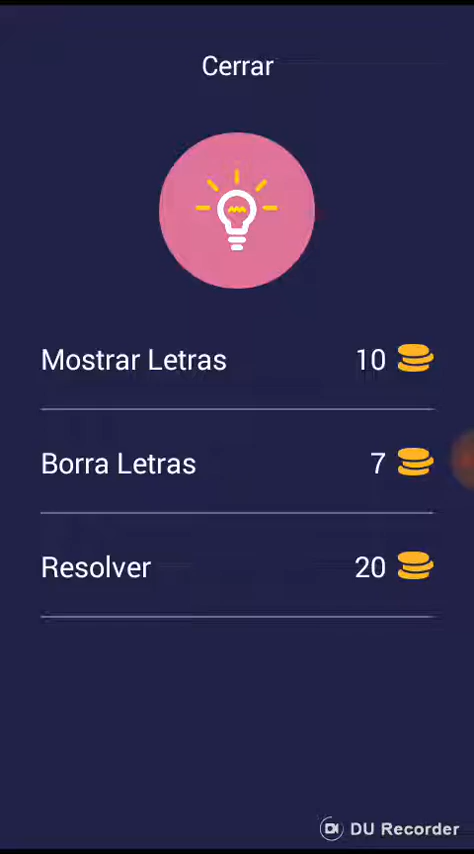 Cerrar
Mostrar Letras 10
Borra Letras 7
Resolver 20
DU Recorder